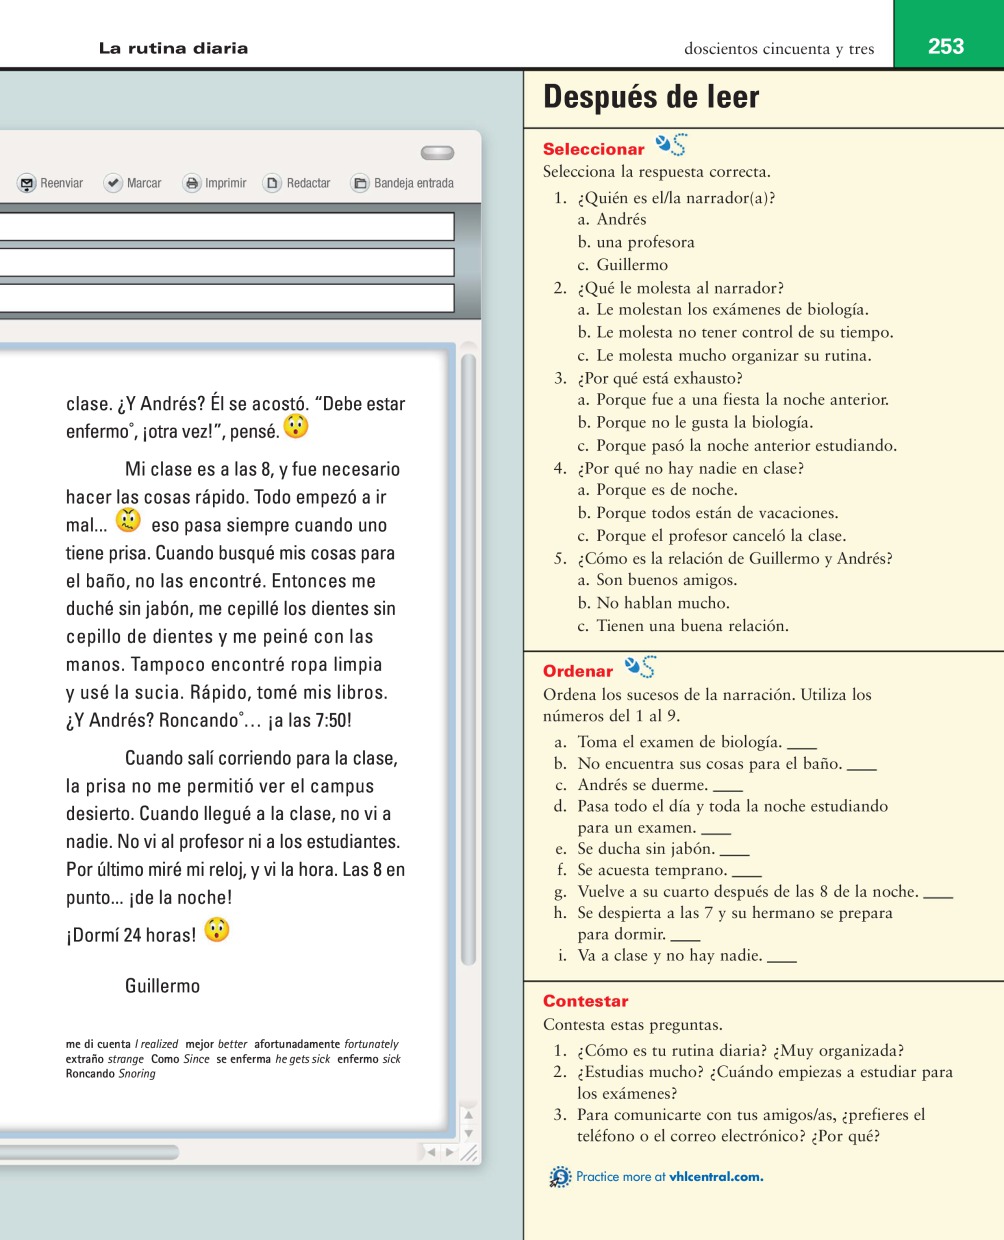 La rutina diaria
doscientos cincuenta y tres
253
Reenviar Marcar Imprimir Redactar Bandeja entrada
clase. ¿Y Andrés? Él se acostó. “Debe estar
enfermo°, ¡otra vez!”, pensé.
Mi clase es a las 8, y fue necesario
hacer las cosas rápido. Todo empezó a ir
mal... eso pasa siempre cuando uno
tiene prisa. Cuando busqué mis cosas para
el baño, no las encontré. Entonces me
duché sin jabón, me cepillé los dientes sin
cepillo de dientes y me peiné con las
manos. Tampoco encontré ropa limpia
y usé la sucia. Rápido, tomé mis libros.
¿Y Andrés? Roncando°… ¡a las 7:50!
Cuando salí corriendo para la clase,
la prisa no me permitió ver el campus
desierto. Cuando llegué a la clase, no vi a
nadie. No vi al profesor ni a los estudiantes.
Por último miré mi reloj, y vi la hora. Las 8 en
punto... ¡de la noche!
¡Dormí 24 horas!
Guillermo
me di cuenta I realized mejor better afortunadamente fortunately
extraño strange Como Since se enferma he gets sick enfermo sick
Roncando Snoring
Después de leer
Seleccionar
Selecciona la respuesta correcta.
1. ¿Quién es el/la narrador(a)?
a. Andrés
b. una profesora
c. Guillermo
2. ¿Qué le molesta al narrador?
a. Le molestan los exámenes de biología.
b. Le molesta no tener control de su tiempo.
c. Le molesta mucho organizar su rutina.
3. ¿Por qué está exhausto?
a. Porque fue a una fiesta la noche anterior.
b. Porque no le gusta la biología.
c. Porque pasó la noche anterior estudiando.
4. ¿Por qué no hay nadie en clase?
a. Porque es de noche.
b. Porque todos están de vacaciones.
c. Porque el profesor canceló la clase.
5. ¿Cómo es la relación de Guillermo y Andrés?
a. Son buenos amigos.
b. No hablan mucho.
c. Tienen una buena relación.
Ordenar
Ordena los sucesos de la narración. Utiliza los
números del 1 al 9.
a. Toma el examen de biología. ___
b. No encuentra sus cosas para el baño. ___
c. Andrés se duerme. ___
d. Pasa todo el día y toda la noche estudiando
para un examen. ___
e. Se ducha sin jabón. ___
f. Se acuesta temprano. ___
g. Vuelve a su cuarto después de las 8 de la noche. ___
h. Se despierta a las 7 y su hermano se prepara
para dormir. ___
i. Va a clase y no hay nadie. ___
Contestar
Contesta estas preguntas.
1. ¿Cómo es tu rutina diaria? ¿Muy organizada?
2. ¿Estudias mucho? ¿Cuándo empiezas a estudiar para
los exámenes?
3. Para comunicarte con tus amigos/as, ¿prefieres el
teléfono o el correo electrónico? ¿Por qué?
Practice more at vhlcentral.com.